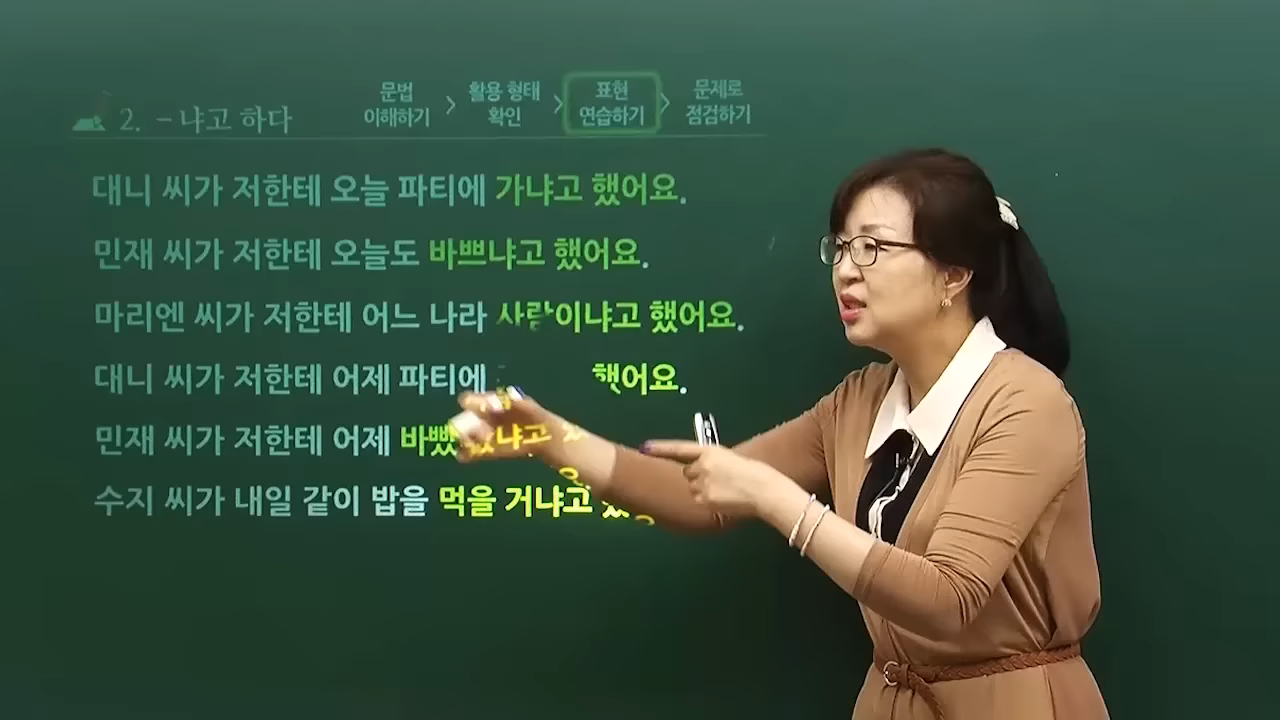 2. -냐고 하다
문법 이해하기 > 활용 형태 확인 > 표현 연습하기 > 문제로 점검하기
대니 씨가 저한테 오늘 파티에 가냐고 했어요.
민재 씨가 저한테 오늘도 바쁘냐고 했어요.
마리엔 씨가 저한테 어느 나라 사람이냐고 했어요.
대니 씨가 저한테 어제 파티에 했어요.
민재 씨가 저한테 어제 바빴냐고
수지 씨가 내일 같이 밥을 먹을 거냐고